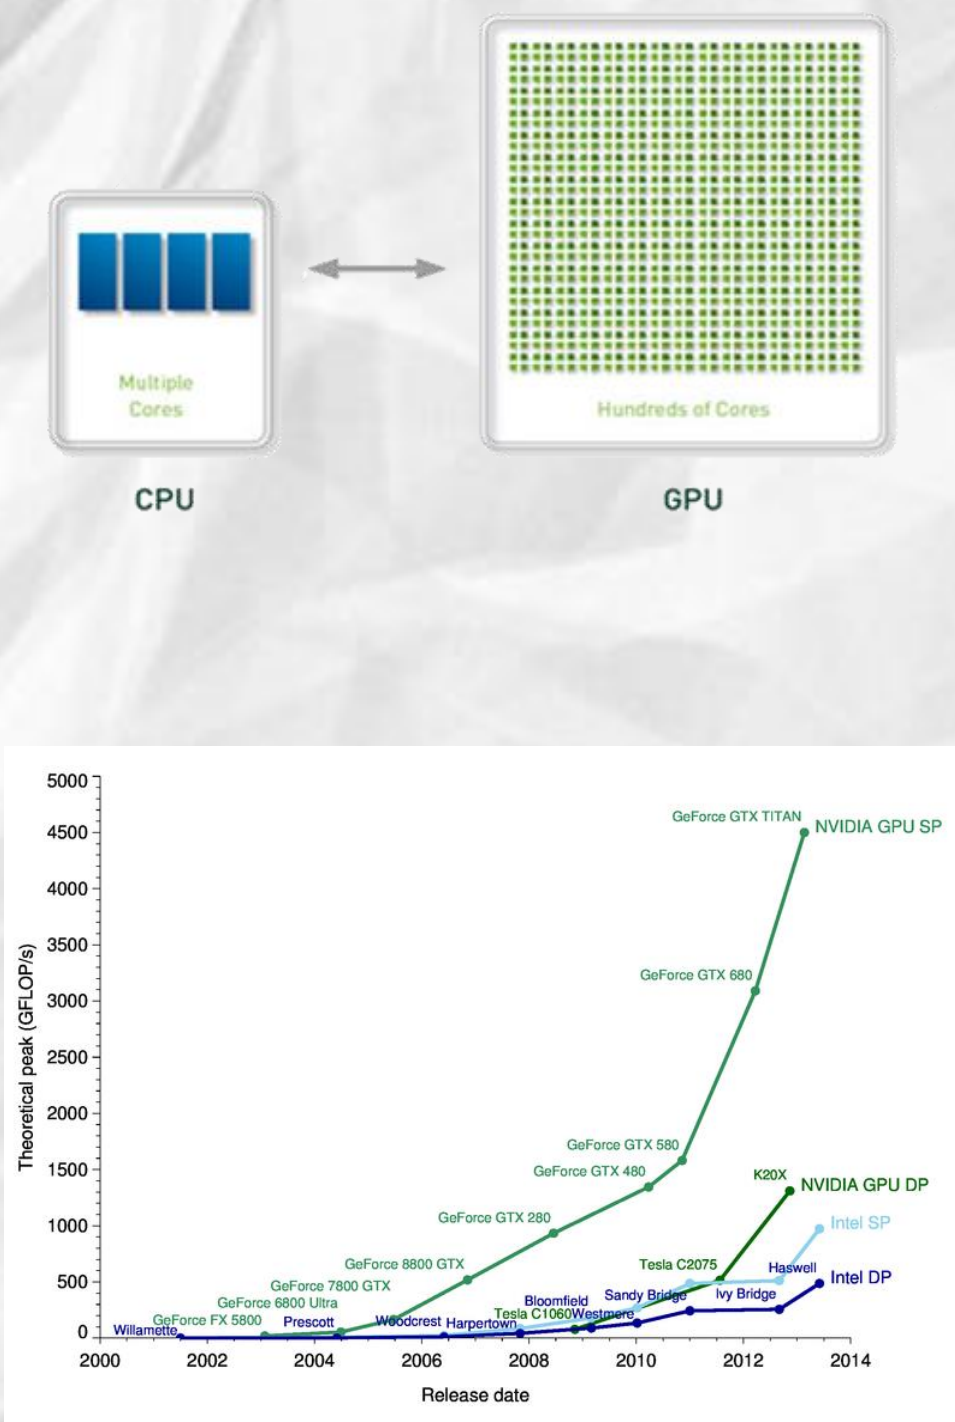 Multiple
Cores
Hundreds of Cores
CPU
GPU
5000
4500
4000
3500
3000
2500
2000
1500
1000
500
0
Theoretical peak (GFLOP/s)
GeForce GTX TITAN
NVIDIA GPU SP
GeForce GTX 680
GeForce GTX 580
GeForce GTX 480
K20X
NVIDIA GPU DP
GeForce GTX 280
Intel SP
GeForce 8800 GTX
Tesla C2075
Haswell
Intel DP
GeForce 7800 GTX
Sandy Bridge
Ivy Bridge
GeForce 6800 Ultra
Bloomfield
Tesla C1060
Westmere
GeForce FX 5800
Prescott
Woodcrest
Harpertown
Willamette
2000 2002 2004 2006 2008 2010 2012 2014
Release date